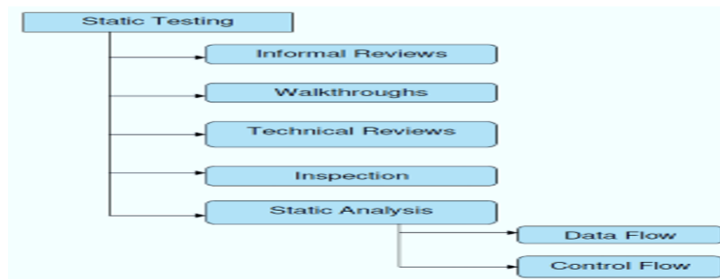 Static Testing
Informal Reviews
Walkthroughs
Technical Reviews
Inspection
Static Analysis
Data Flow
Control Flow